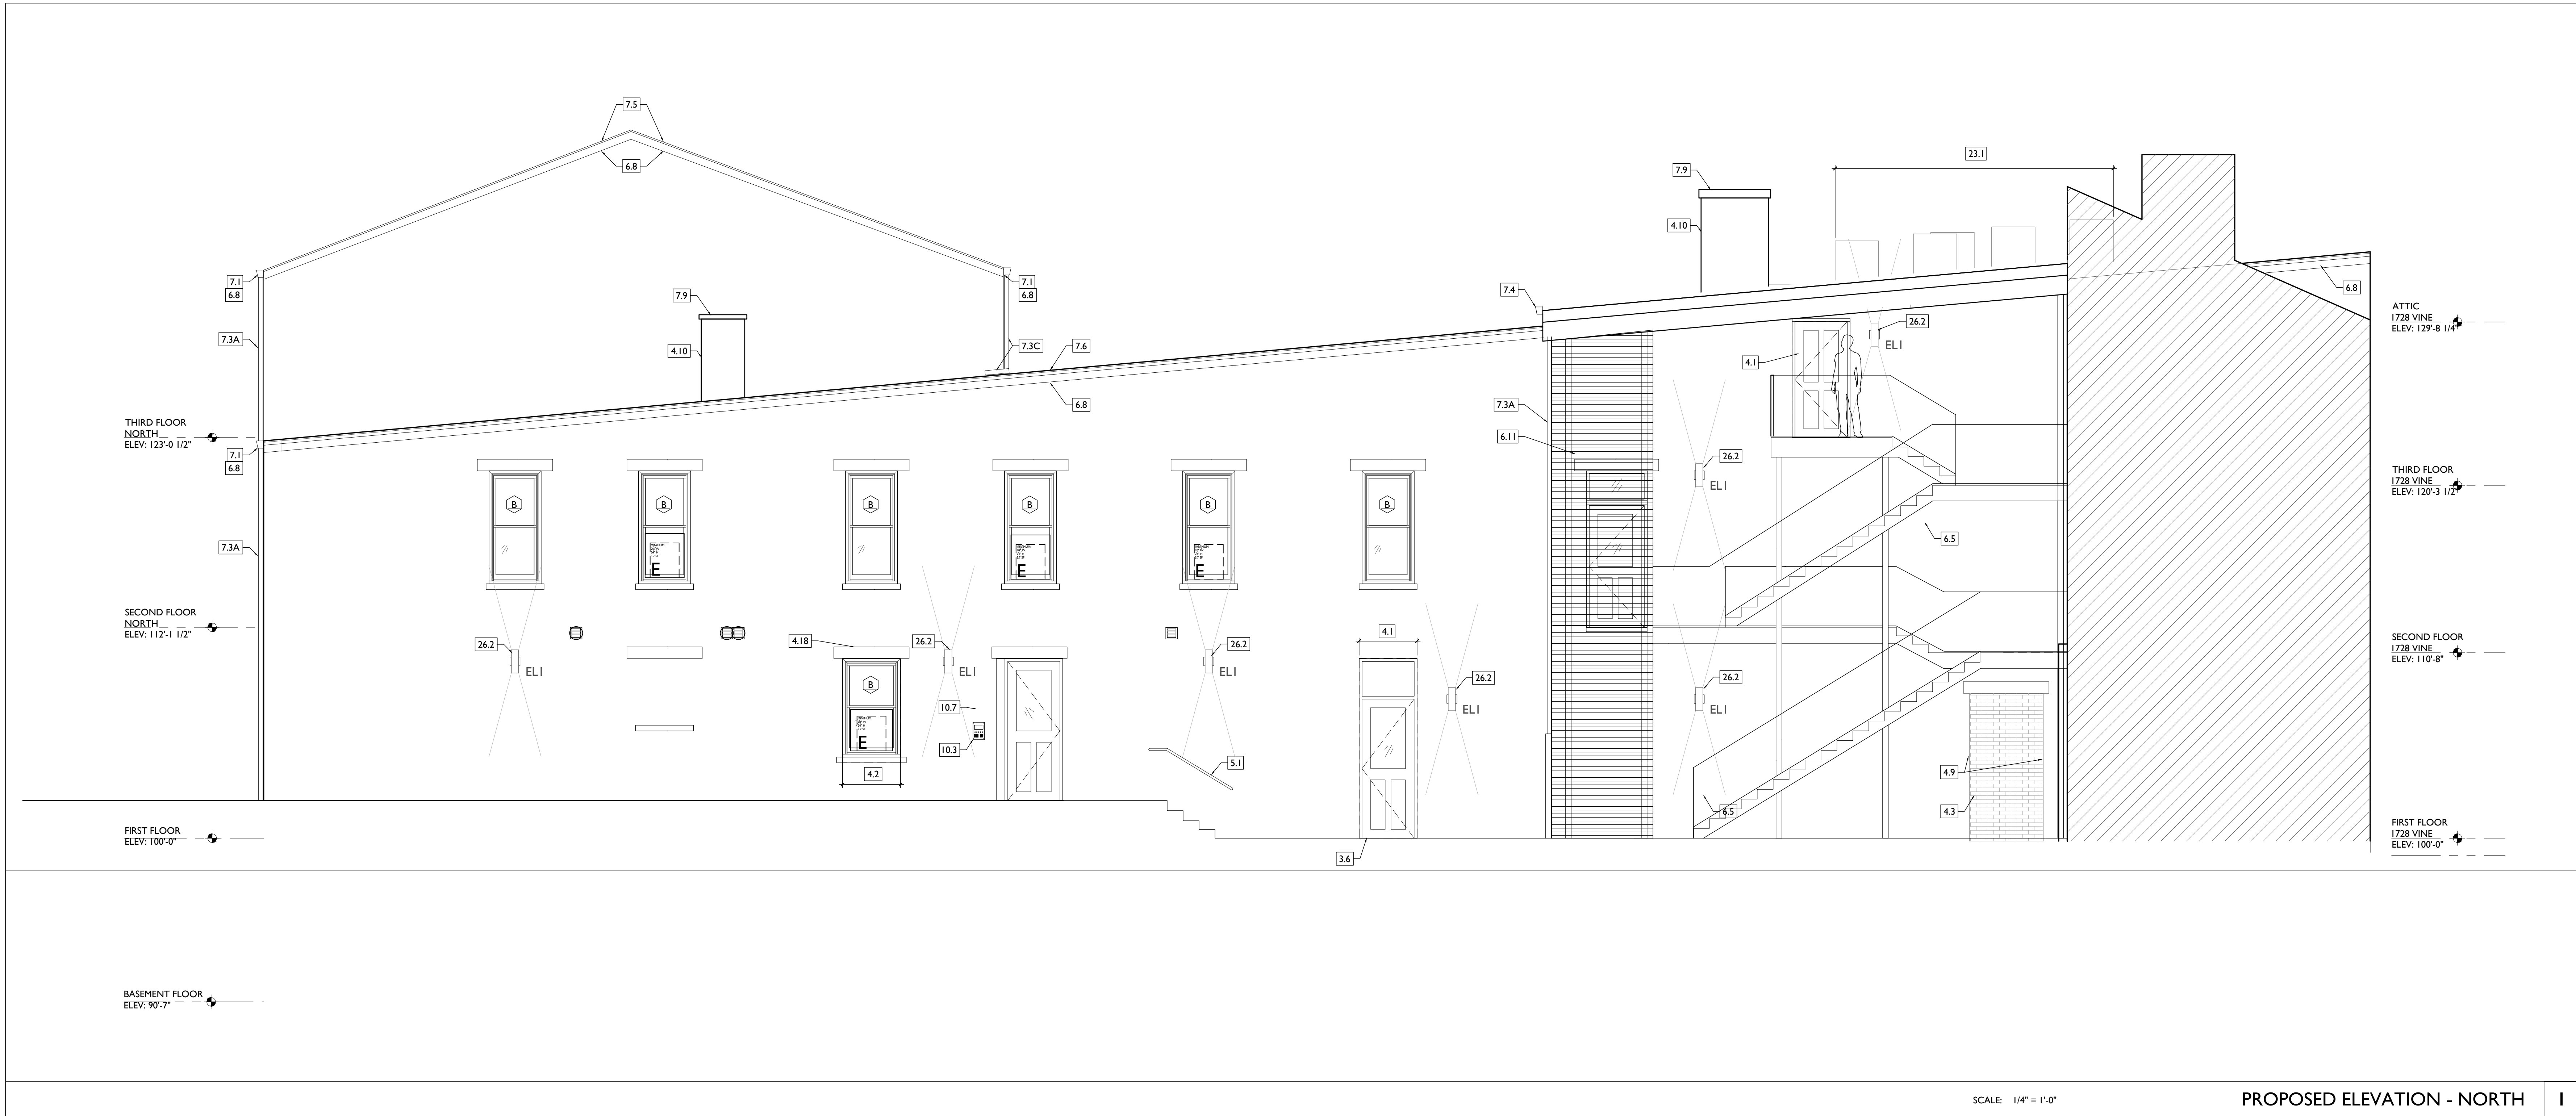 7.5
6.8
23.1
7.9
4.10
7.1
6.8
7.1
6.8
7.9
7.4
6.8
7.3A
4.10
7.3C
7.6
6.8
26.2
EL1
4.1
ATTIC
1728 VINE
ELEV: 129'-8 1/4"
THIRD FLOOR
NORTH
ELEV: 123'-0 1/2"
7.1
6.8
7.3A
6.11
26.2
EL1
THIRD FLOOR
1728 VINE
ELEV: 120'-3 1/2"
B
B
B
B
B
B
7.3A
E
E
E
6.5
SECOND FLOOR
NORTH
ELEV: 112'-1 1/2"
26.2
EL1
4.18
26.2
EL1
26.2
EL1
4.1
26.2
EL1
26.2
EL1
SECOND FLOOR
1728 VINE
ELEV: 110'-8"
B
E
4.2
10.7
10.3
5.1
4.9
4.3
6.5
FIRST FLOOR
ELEV: 100'-0"
3.6
FIRST FLOOR
1728 VINE
ELEV: 100'-0"
BASEMENT FLOOR
ELEV: 90'-7"
SCALE: 1/4" = 1'-0"
PROPOSED ELEVATION - NORTH
1